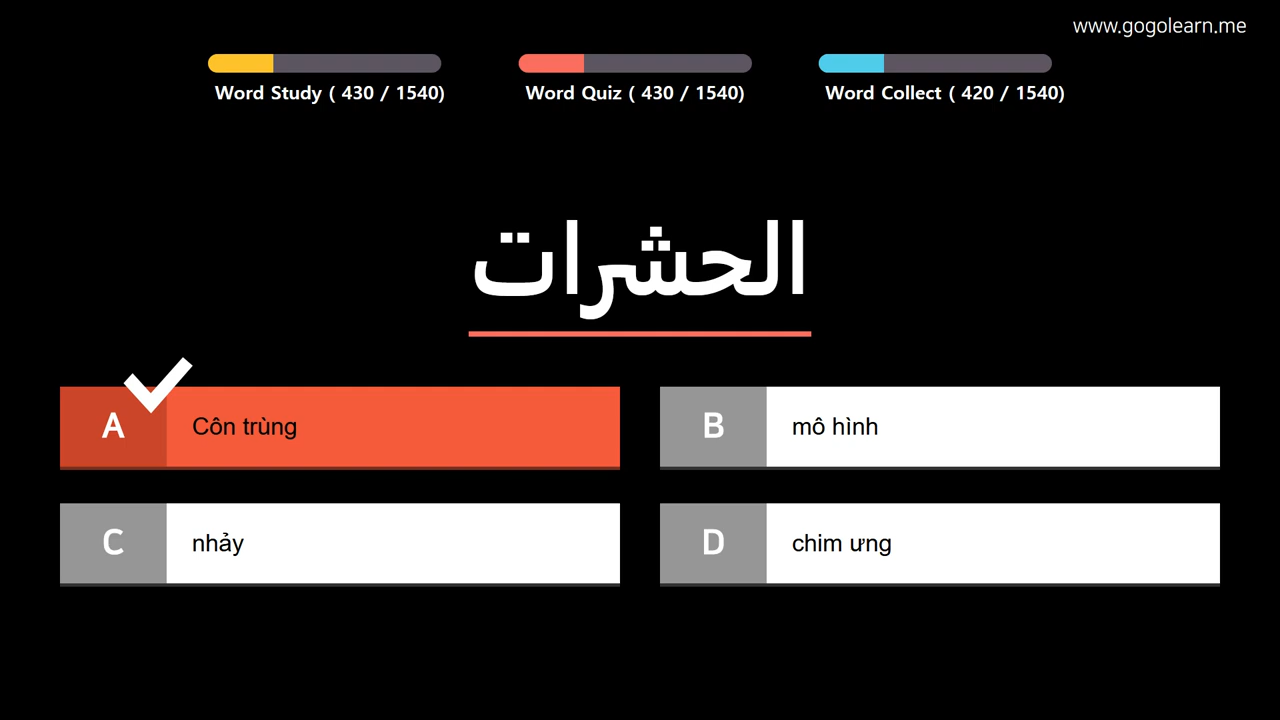 www.gogolearn.me
Word Study ( 430 / 1540)
Word Quiz ( 430 / 1540)
Word Collect ( 420 / 1540)
الحشرات
A Côn trùng
B mô hình
C nhảy
D chim ưng